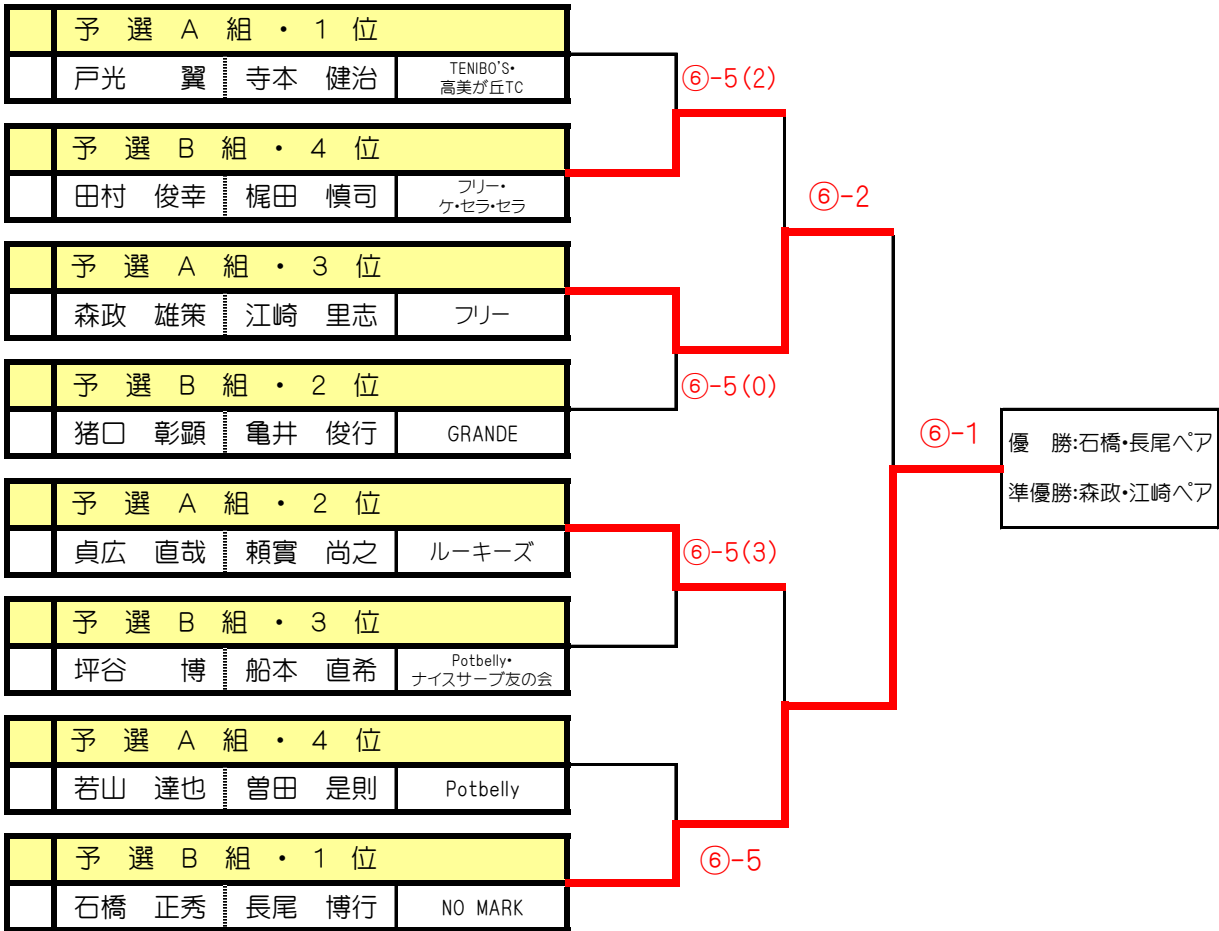 予選A組・1位
戸光 翼 寺本 健治 TENIBO'S・
高美が丘TC
⑥-5(2)
予選B組・4位
田村 俊幸 梶田 慎司 フリー・
ケ・セラ・セラ
⑥-2
予選A組・3位
森政 雄策 江崎 里志 フリー
予選B組・2位
⑥-5(0)
猪口 彰顕 亀井 俊行 GRANDE
⑥-1
優 勝:石橋・長尾ペア
準優勝:森政・江崎ペア
予選A組・2位
貞広 直哉 頼實 尚之 ルーキーズ
⑥-5(3)
予選B組・3位
坪谷 博 船本 直希 Potbelly・
ナイスサーブ友の会
予選A組・4位
若山 達也 曽田 是則 Potbelly
予選B組・1位
⑥-5
石橋 正秀 長尾 博行 NO MARK